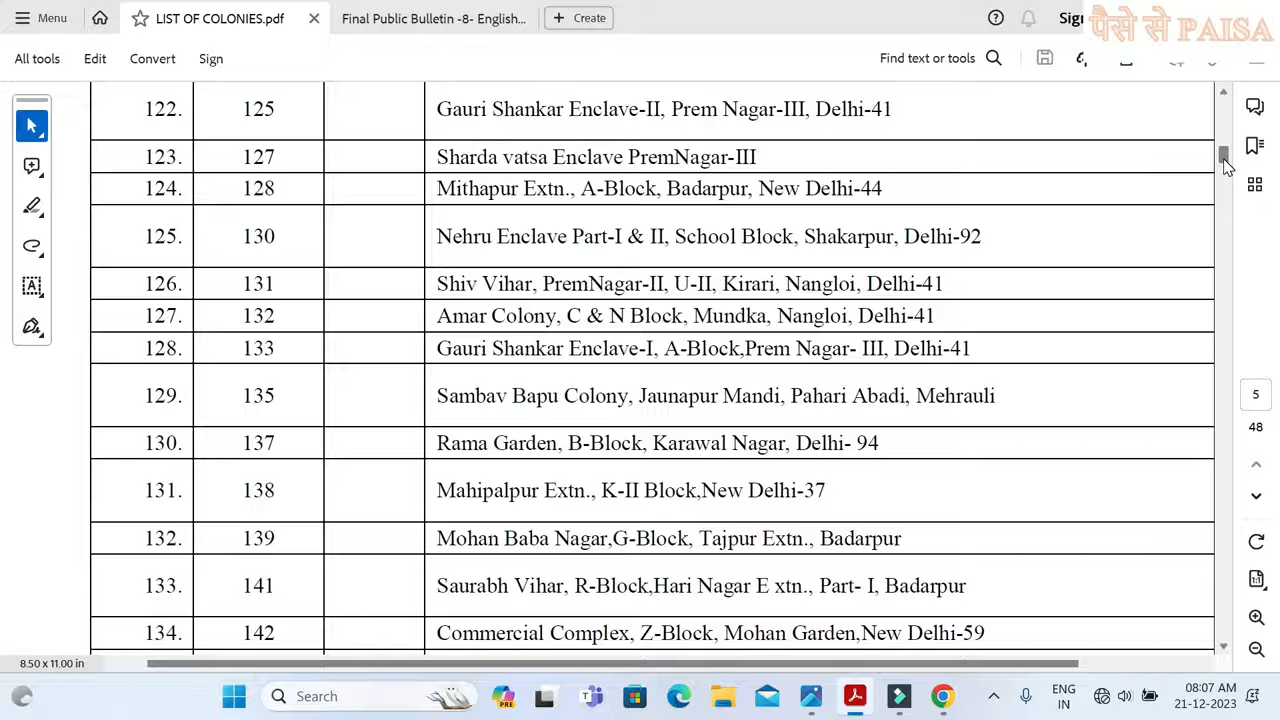 Menu
LIST OF COLONIES.pdf
Final Public Bulletin -8- English...
Create
पैसे से PAISA
All tools
Edit
Convert
Sign
Find text or tools
122. 125 Gauri Shankar Enclave-II, Prem Nagar-III, Delhi-41
123. 127 Sharda vatsa Enclave PremNagar-III
124. 128 Mithapur Extn., A-Block, Badarpur, New Delhi-44
125. 130 Nehru Enclave Part-I & II, School Block, Shakarpur, Delhi-92
126. 131 Shiv Vihar, PremNagar-II, U-II, Kirari, Nangloi, Delhi-41
127. 132 Amar Colony, C & N Block, Mundka, Nangloi, Delhi-41
128. 133 Gauri Shankar Enclave-I, A-Block,Prem Nagar- III, Delhi-41
129. 135 Sambav Bapu Colony, Jaunapur Mandi, Pahari Abadi, Mehrauli
130. 137 Rama Garden, B-Block, Karawal Nagar, Delhi- 94
131. 138 Mahipalpur Extn., K-II Block,New Delhi-37
132. 139 Mohan Baba Nagar,G-Block, Tajpur Extn., Badarpur
133. 141 Saurabh Vihar, R-Block,Hari Nagar E xtn., Part- I, Badarpur
134. 142 Commercial Complex, Z-Block, Mohan Garden,New Delhi-59
5
48
8.50 x 11.00 in
Search
PRE
ENG
IN
08:07 AM
21-12-2023